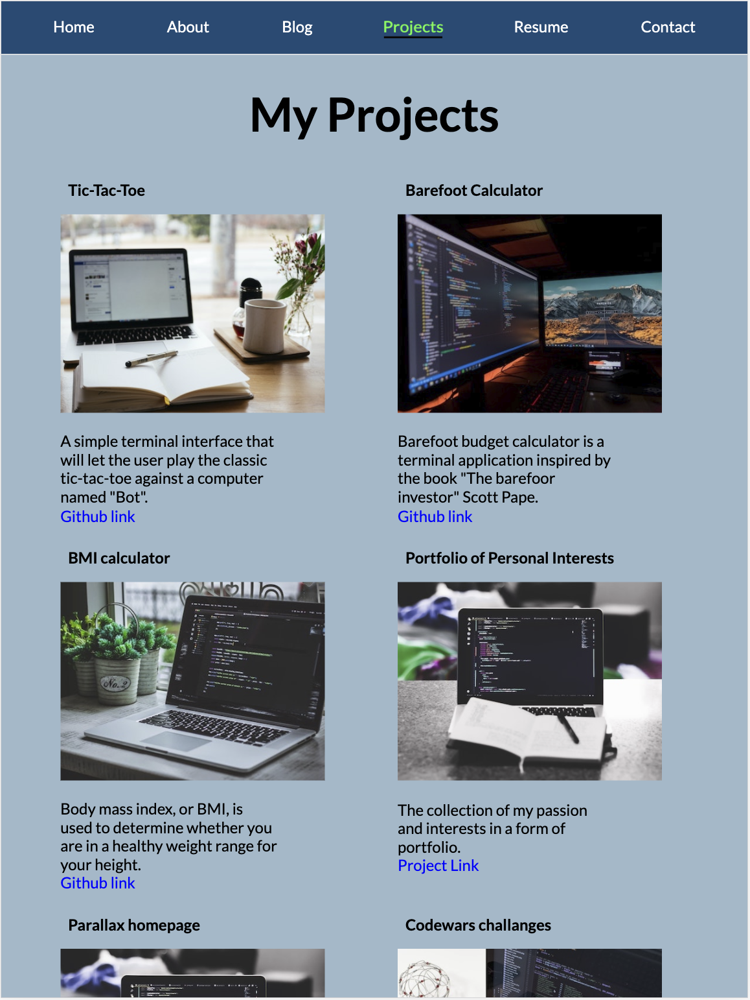 Home About Blog Projects Resume Contact
My Projects
Tic-Tac-Toe
Barefoot Calculator
PAPERIZE
A simple terminal interface that
will let the user play the classic
tic-tac-toe against a computer
named "Bot".
Github link
Barefoot budget calculator is a
terminal application inspired by
the book "The barefoor
investor" Scott Pape.
Github link
BMI calculator
No. 2
Body mass index, or BMI, is
used to determine whether you
are in a healthy weight range for
your height.
Github link
Portfolio of Personal Interests
The collection of my passion
and interests in a form of
portfolio.
Project Link
Parallax homepage
Codewars challanges